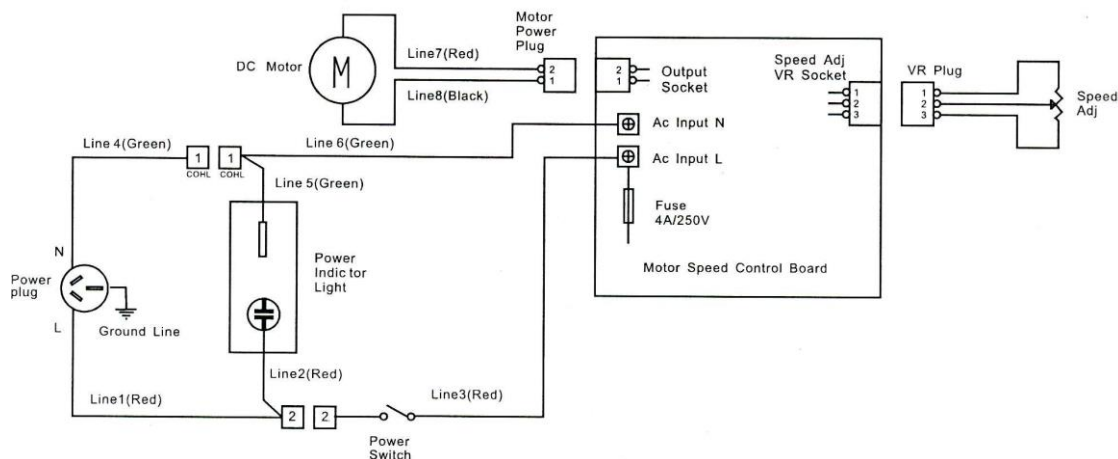 Motor
Power
Plug
DC Motor
M
Line7(Red)
Line8(Black)
2
1
2
1
Output
Socket
Speed Adj
VR Socket
1
2
3
VR Plug
1
2
3
Speed
Adj
Line 4(Green)
1
COHL
1
COHL
Line 6(Green)
Ac Input N
Ac Input L
Line 5(Green)
Fuse
4A/250V
Motor Speed Control Board
N
Power
plug
L
Ground Line
Power
Indic tor
Light
Line2(Red)
Line1(Red)
2
2
Line3(Red)
Power
Switch